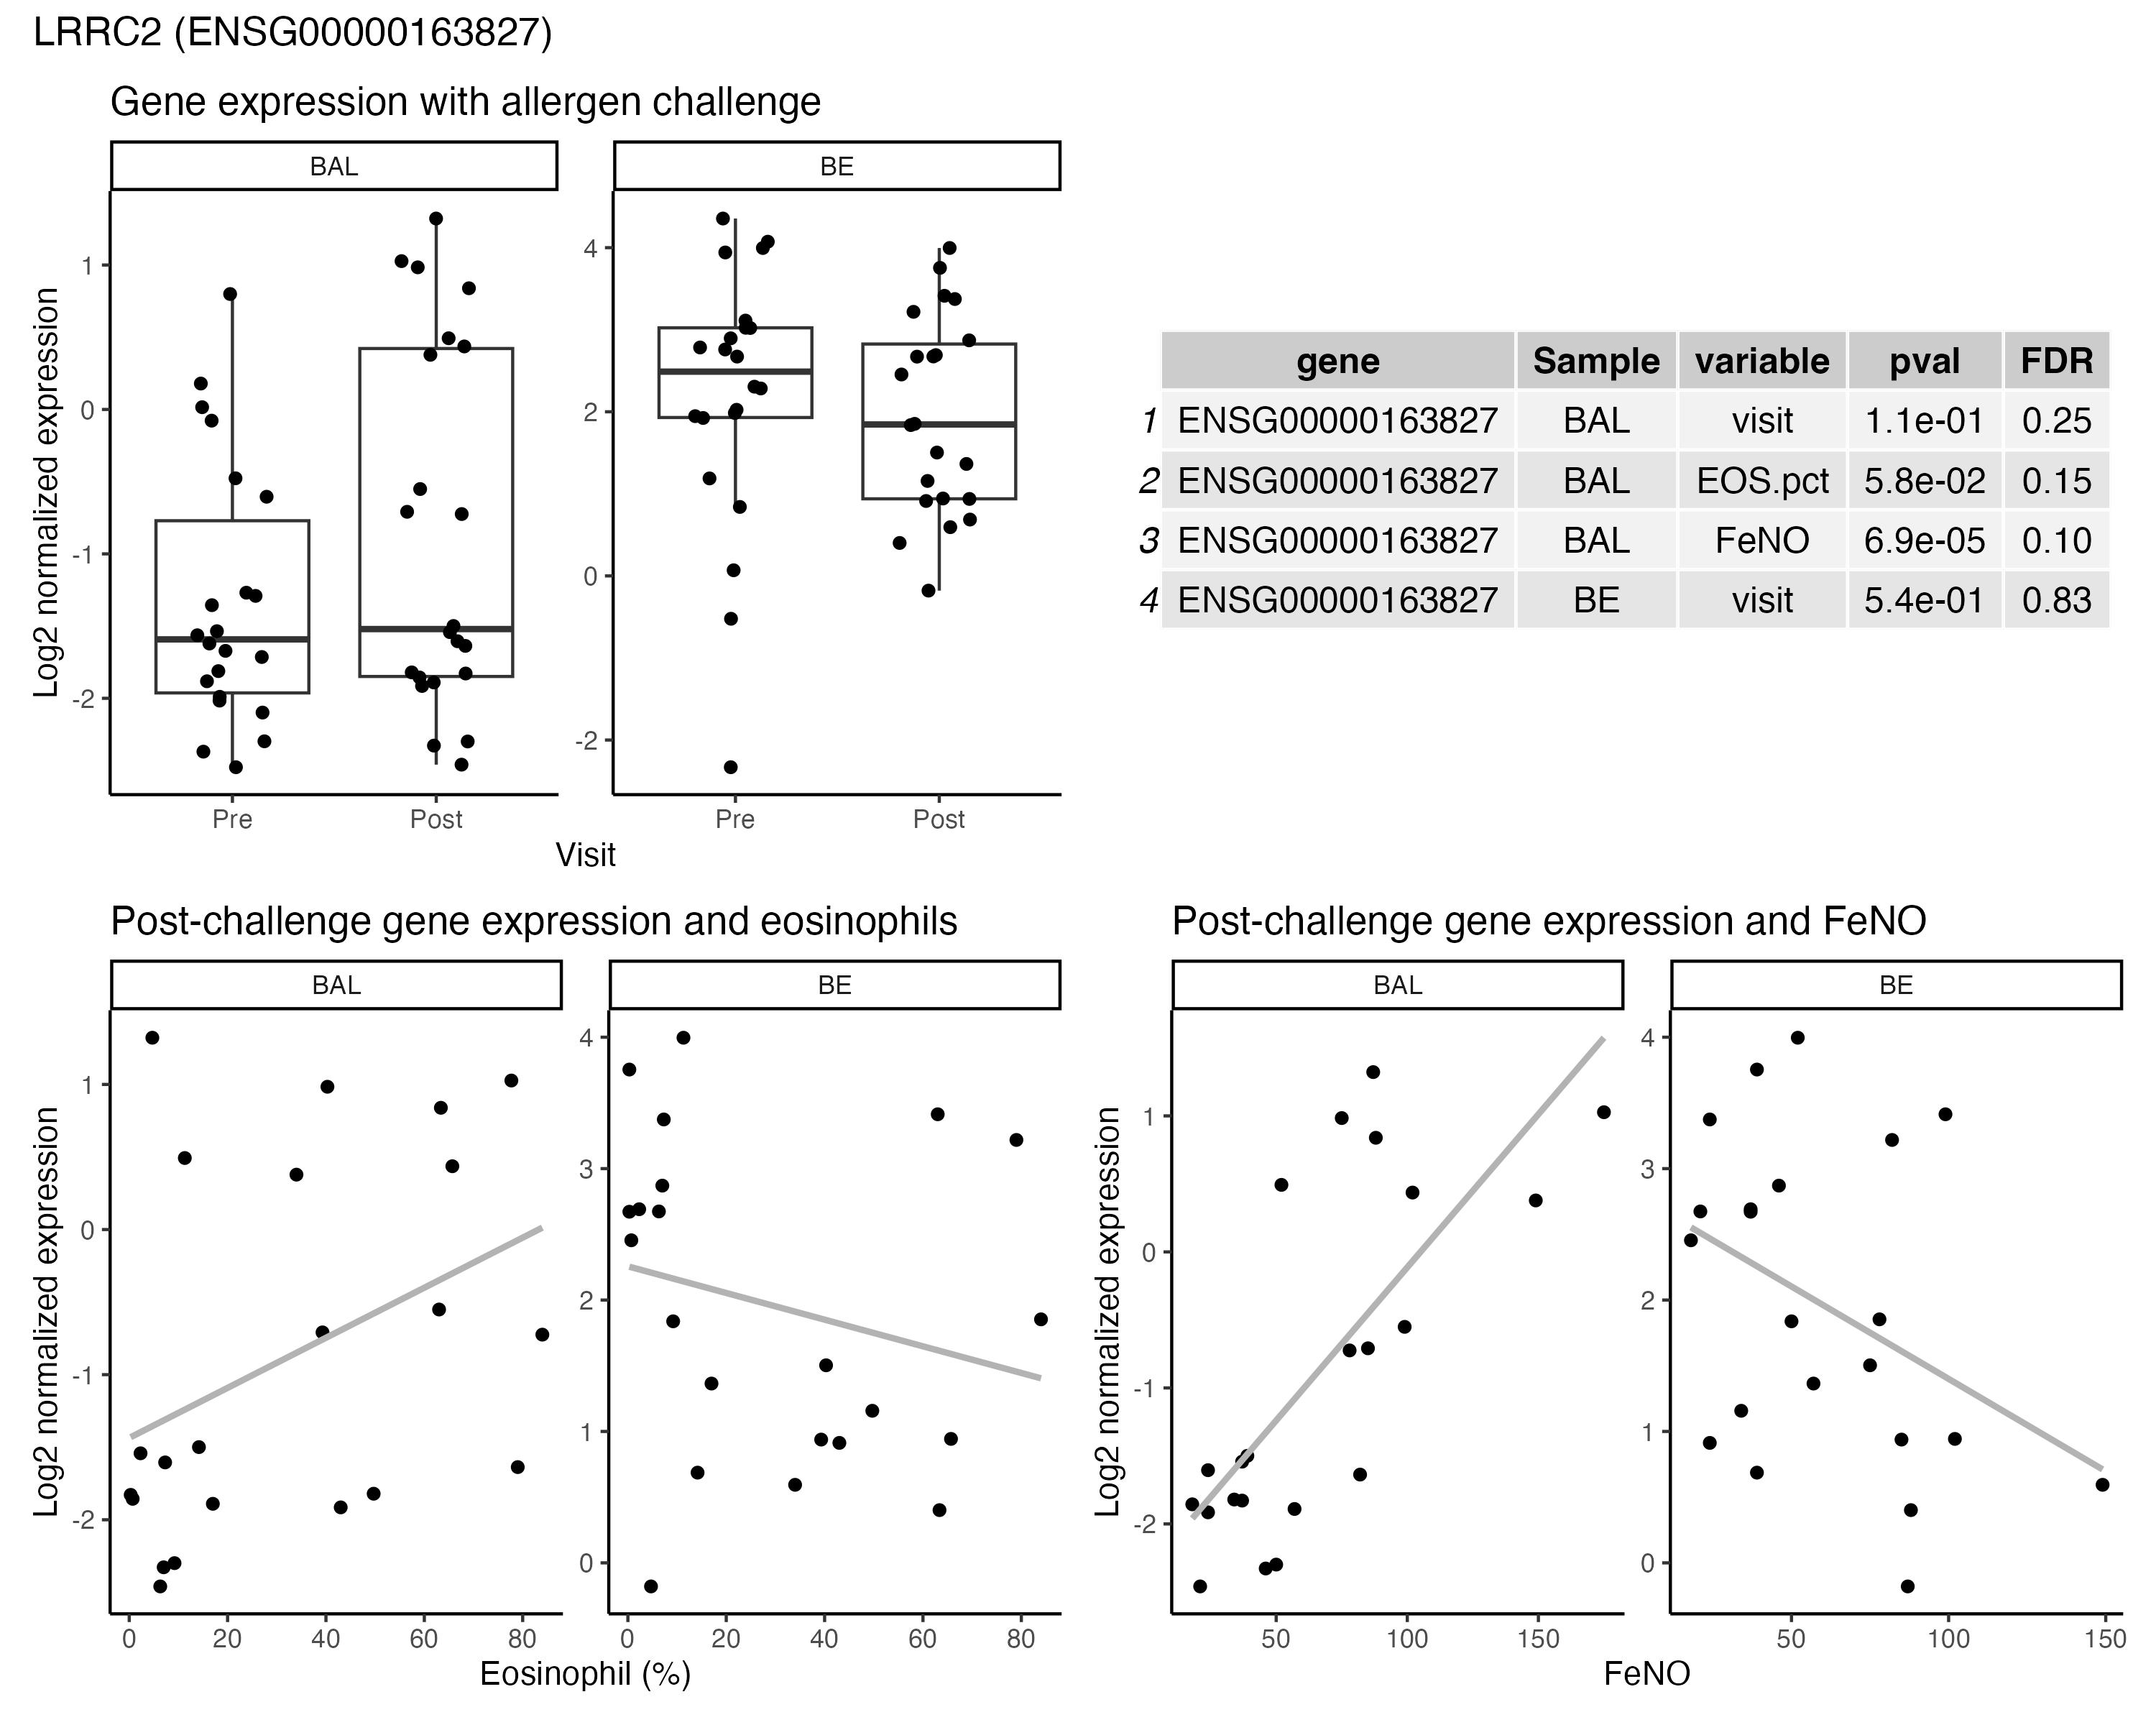 LRRC2 (ENSG00000163827)
Gene expression with allergen challenge
BAL
BE
Log2 normalized expression
1
0
-1
-2
4
2
0
-2
Pre
Post
Pre
Post
Visit
gene Sample variable pval FDR
1 ENSG00000163827 BAL visit 1.1e-01 0.25
2 ENSG00000163827 BAL EOS.pct 5.8e-02 0.15
3 ENSG00000163827 BAL FeNO 6.9e-05 0.10
4 ENSG00000163827 BE visit 5.4e-01 0.83
Post-challenge gene expression and eosinophils
BAL
BE
Log2 normalized expression
1
0
-1
-2
4
3
2
1
0
0 20 40 60 80
0 20 40 60 80
Eosinophil (%)
Post-challenge gene expression and FeNO
BAL
BE
Log2 normalized expression
1
0
-1
-2
4
3
2
1
0
50 100 150
50 100 150
FeNO